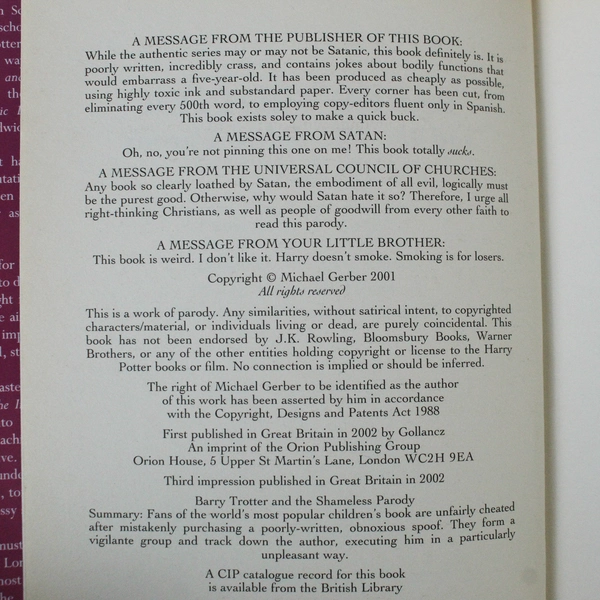 A MESSAGE FROM THE PUBLISHER OF THIS BOOK:
While the authentic series may or may not be Satanic, this book definitely is. It is
poorly written, incredibly crass, and contains jokes about bodily functions that
would embarrass a five-year-old. It has been produced as cheaply as possible,
using highly toxic ink and substandard paper. Every corner has been cut, from
eliminating every 500th word, to employing copy-editors fluent only in Spanish.
This book exists soley to make a quick buck.
A MESSAGE FROM SATAN:
Oh, no, you're not pinning this one on me! This book totally sucks.
A MESSAGE FROM THE UNIVERSAL COUNCIL OF CHURCHES:
Any book so clearly loathed by Satan, the embodiment of all evil, logically must
be the purest good. Otherwise, why would Satan hate it so? Therefore, I urge all
right-thinking Christians, as well as people of goodwill from every other faith to
read this parody.
A MESSAGE FROM YOUR LITTLE BROTHER:
This book is weird. I don't like it. Harry doesn't smoke. Smoking is for losers.
Copyright © Michael Gerber 2001
All rights reserved
This is a work of parody. Any similarities, without satirical intent, to copyrighted
characters/material, or individuals living or dead, are purely coincidental. This
book has not been endorsed by J.K. Rowling, Bloomsbury Books, Warner
Brothers, or any of the other entities holding copyright or license to the Harry
Potter books or film. No connection is implied or should be inferred.
The right of Michael Gerber to be identified as the author
of this work has been asserted by him in accordance
with the Copyright, Designs and Patents Act 1988
First published in Great Britain in 2002 by Gollancz
An imprint of the Orion Publishing Group
Orion House, 5 Upper St Martin's Lane, London WC2H 9EA
Third impression published in Great Britain in 2002
Barry Trotter and the Shameless Parody
Summary: Fans of the world's most popular children's book are unfairly cheated
after mistakenly purchasing a poorly-written, obnoxious spoof. They form a
vigilante group and track down the author, executing him in a particularly
unpleasant way.
A CIP catalogue record for this book
is available from the British Library